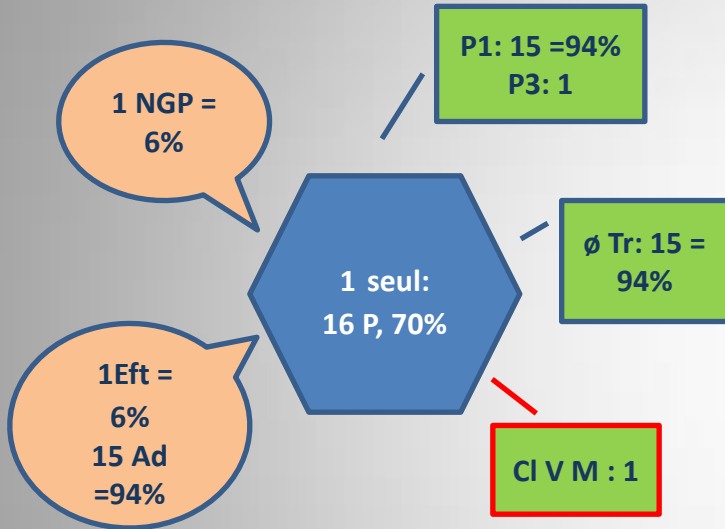 P1: 15 =94%
P3: 1
1 NGP =
6%
ø Tr: 15 =
94%
1 seul:
16 P, 70%
1Eft =
6%
15 Ad
=94%
Cl V M : 1